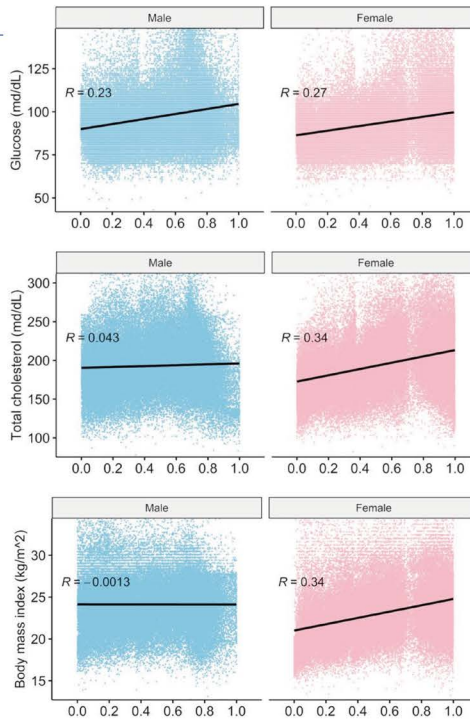 Male Female
Glucose (md/dL)
125
100
75
50
R = 0.23 R = 0.27
0.0 0.2 0.4 0.6 0.8 1.0 0.0 0.2 0.4 0.6 0.8 1.0
Male Female
Total cholesterol (md/dL)
300
250
200
150
100
R = 0.043 R = 0.34
0.0 0.2 0.4 0.6 0.8 1.0 0.0 0.2 0.4 0.6 0.8 1.0
Male Female
Body mass index (kg/m^2)
30
25
20
15
R = −0.0013 R = 0.34
0.0 0.2 0.4 0.6 0.8 1.0 0.0 0.2 0.4 0.6 0.8 1.0